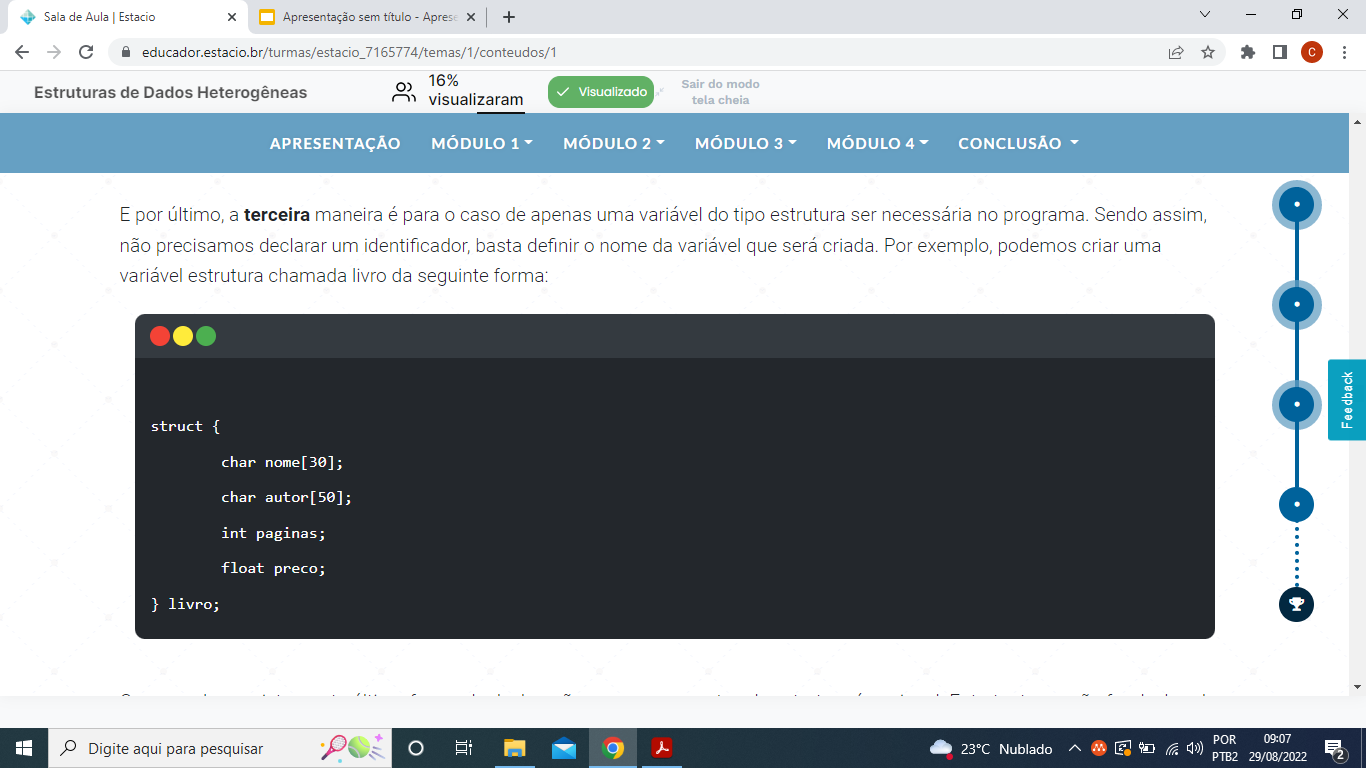 Sala de Aula | Estacio
Apresentação sem título - Aprese
educador.estacio.br/turmas/estacio_7165774/temas/1/conteudos/1
C
Estruturas de Dados Heterogêneas
16%
visualizaram
Visualizado
Sair do modo
tela cheia
APRESENTAÇÃO MÓDULO 1 MÓDULO 2 MÓDULO 3 MÓDULO 4 CONCLUSÃO
E por último, a terceira maneira é para o caso de apenas uma variável do tipo estrutura ser necessária no programa. Sendo assim,
não precisamos declarar um identificador, basta definir o nome da variável que será criada. Por exemplo, podemos criar uma
variável estrutura chamada livro da seguinte forma:
struct {
char nome[30];
char autor[50];
int paginas;
float preco;
} livro;
Feedback
Digite aqui para pesquisar
23°C Nublado
POR
PTB2
09:07
29/08/2022
2